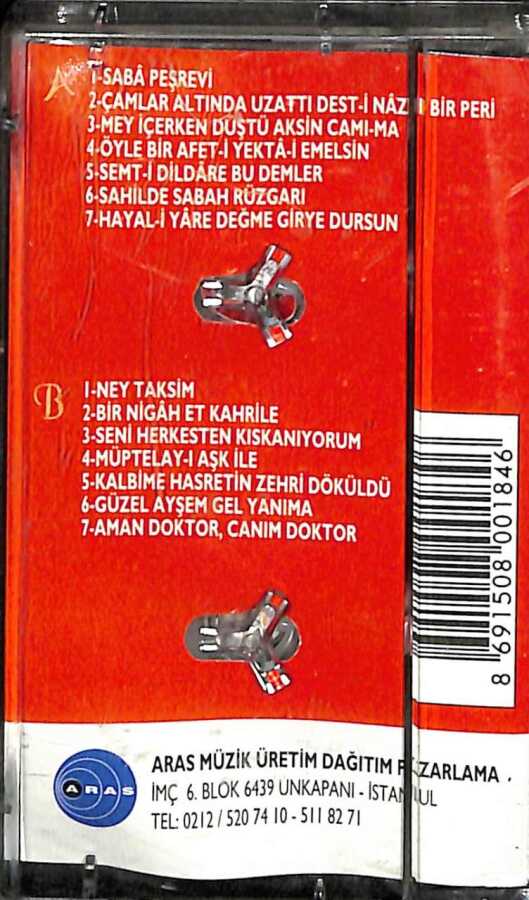 A
1-SABÂ PEŞREVİ
2-ÇAMLAR ALTINDA UZATTI DEST-İ NÂZ BİR PERİ
3-MEY İÇERKEN DÜŞTÜ AKSİN CAMI-MA
4-ÖYLE BİR AFET-İ YEKTÂ-İ EMELSİN
5-SEMT-İ DİLDÂRE BU DEMLER
6-SAHİLDE SABAH RÜZGARI
7-HAYAL-İ YÂRE DEĞME GİRYE DURSUN
B
1-NEY TAKSİM
2-BİR NİGÂH ET KAHRİLE
3-SENİ HERKESTEN KISKANIYORUM
4-MÜPTELAY-I AŞK İLE
5-KALBİME HASRETİN ZEHRİ DÖKÜLDÜ
6-GÜZEL AYŞEM GEL YANIMA
7-AMAN DOKTOR, CANIM DOKTOR
8 691508 001846
ARAS
ARAS MÜZİK ÜRETİM DAĞITIM PAZARLAMA
İMÇ 6. BLOK 6439 UNKAPANI - İSTANBUL
TEL: 0212 / 520 74 10 - 511 82 71